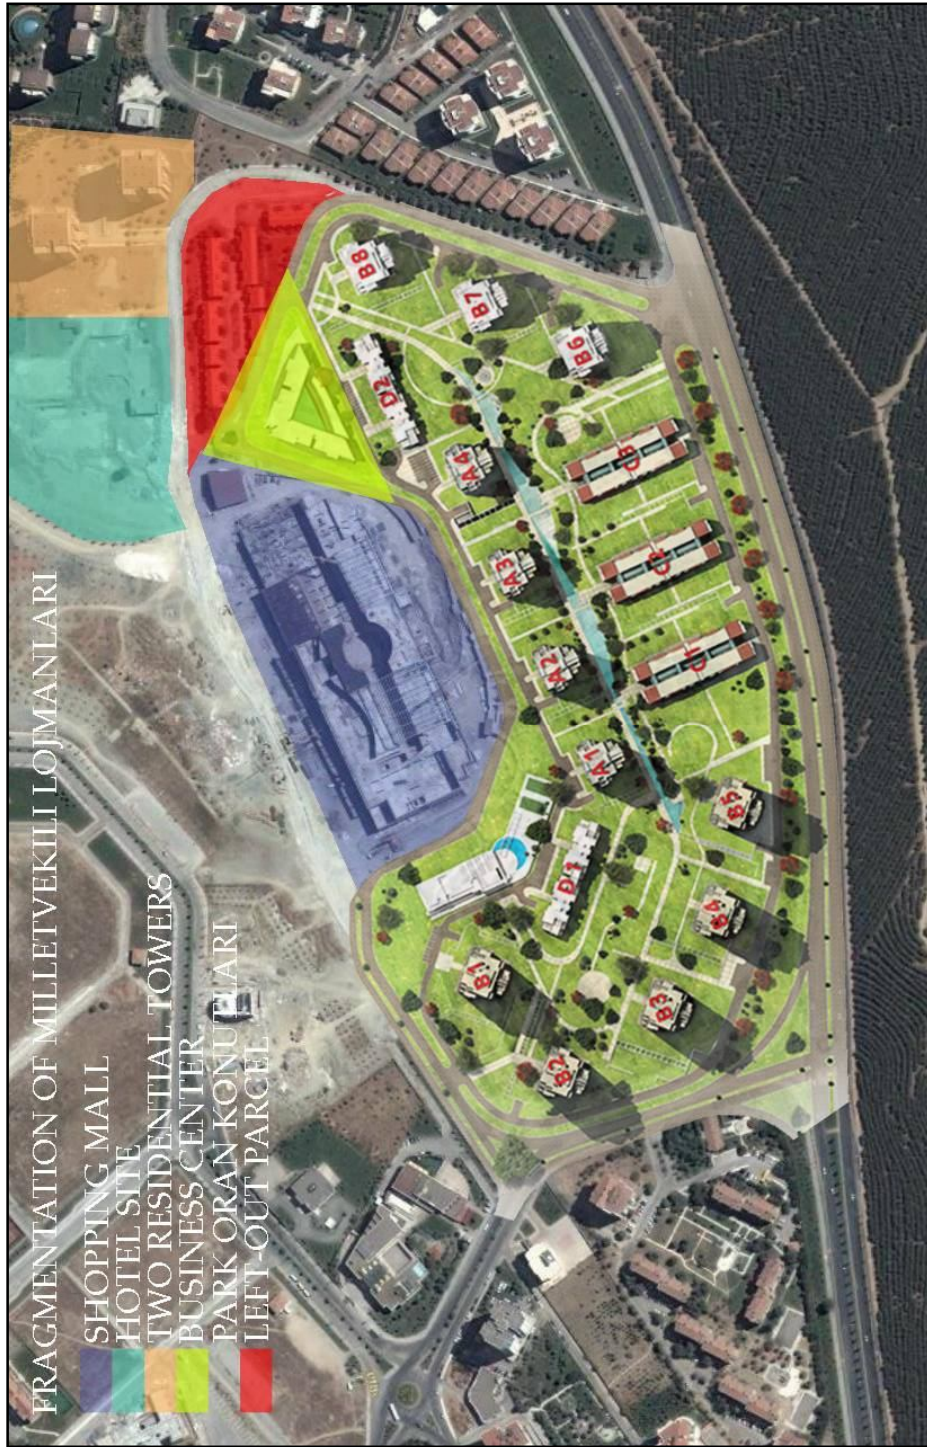 FRAGMENTATION OF MILLETVEKILI LOJMANLARI
SHOPPING MALL
HOTEL SITE
TWO RESIDENTIAL TOWERS
BUSINESS CENTER
PARK ORAN KONUTLARI
LEFT-OUT PARCEL
B8
D2
B1
A4
B7
A3
A2
B2
D1
B6
A1
C3
B3
C2
C1
B4
B5